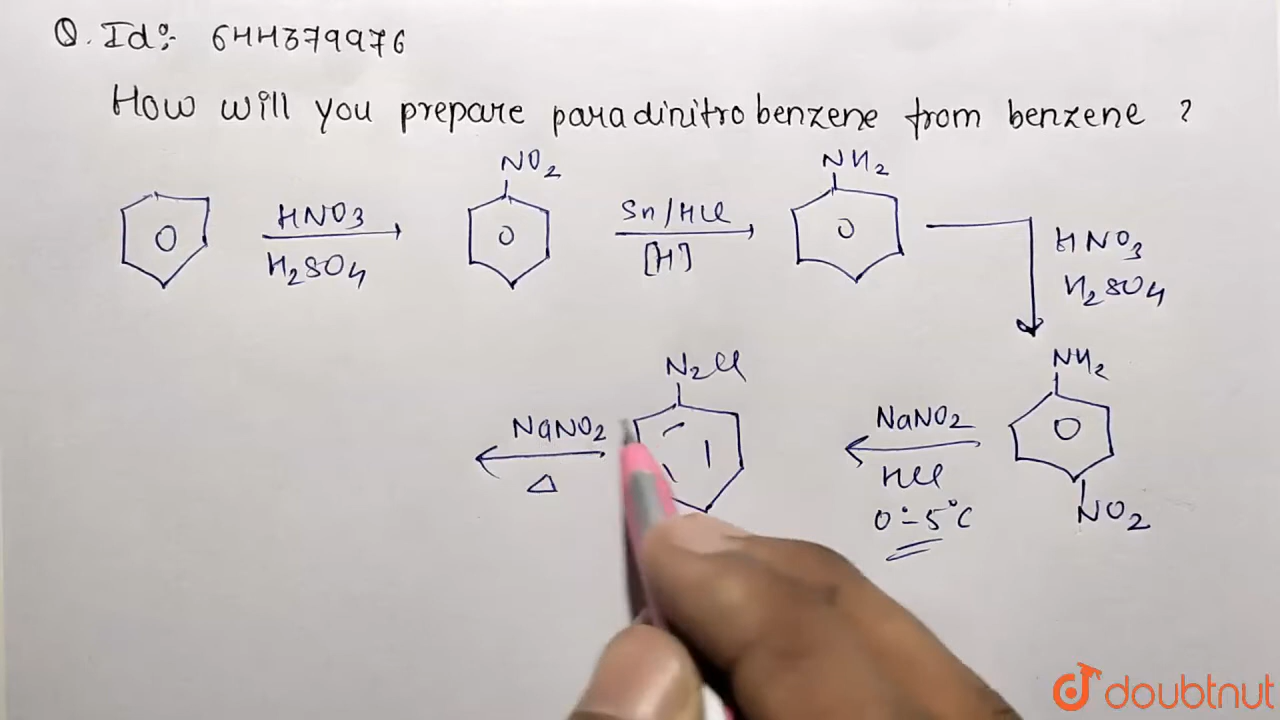 Q. Id:- 644379976
How will you prepare paradinitrobenzene from benzene ?
NO2
NH2
HNO3
H2SO4
Sn/HCl
[H]
HNO3
H2SO4
N2Cl
NH2
NaNO2
Δ
NaNO2
HCl
0°-5°C
NO2
doubtnut